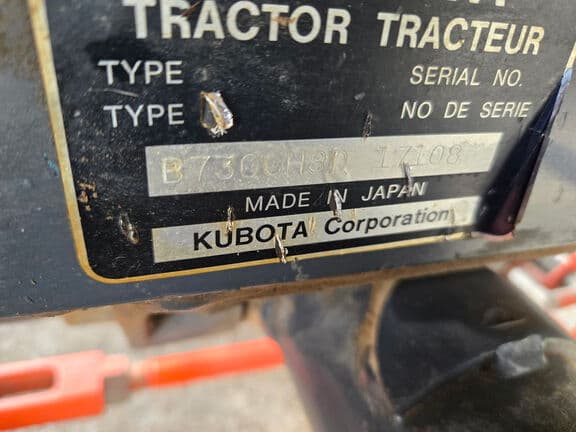 TRACTOR TRACTEUR
TYPE SERIAL NO.
TYPE NO DE SERIE
B7300HSD 17108
MADE IN JAPAN
KUBOTA Corporation